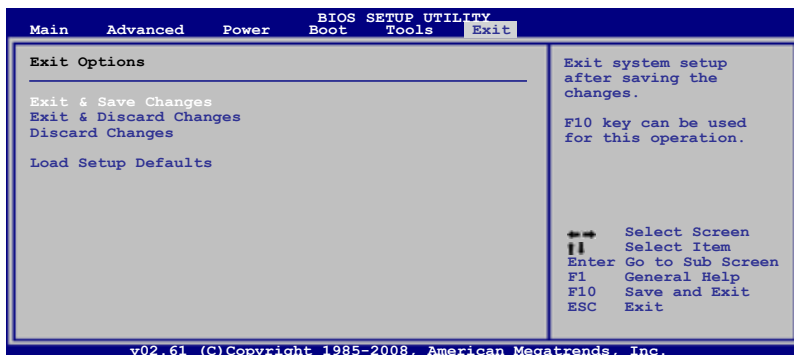 BIOS SETUP UTILITY
Main Advanced Power Boot Tools Exit
Exit Options
Exit & Save Changes
Exit & Discard Changes
Discard Changes
Load Setup Defaults
Exit system setup
after saving the
changes.
F10 key can be used
for this operation.
Select Screen
Select Item
Enter Go to Sub Screen
F1 General Help
F10 Save and Exit
ESC Exit
v02.61 (C)Copyright 1985-2008, American Megatrends, Inc.